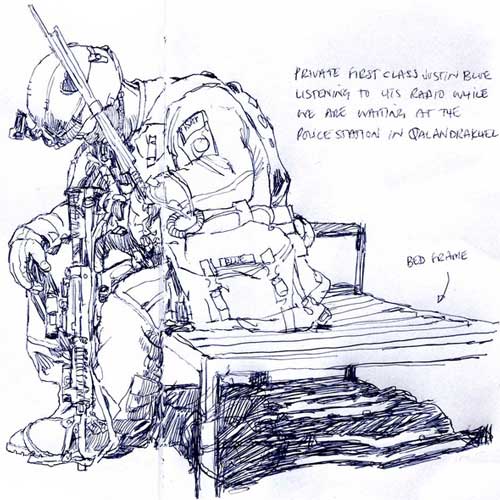 PRIVATE FIRST CLASS JUSTIN BLUE
LISTENING TO HIS RADIO WHILE
WE ARE WAITING AT THE
POLICE STATION IN QALANDRAKHEL
BLUE
BED FRAME